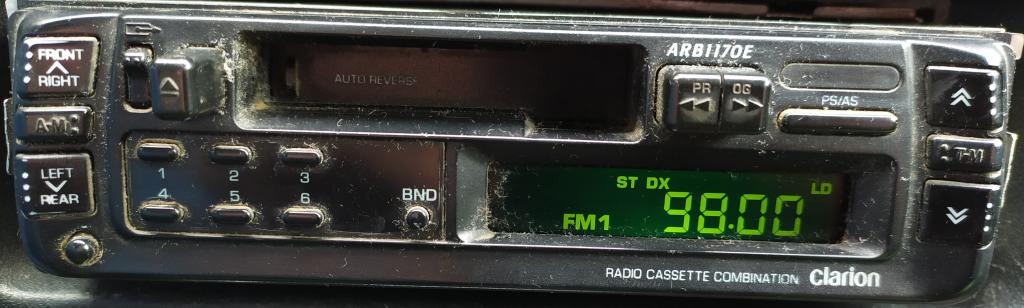 FRONT
RIGHT
A-M
LEFT
REAR
AUTO REVERSE
ARB1170E
PR OG
PS/AS
1 2 3
4 5 6
BND
ST DX LD
FM1 98.00
T-M
RADIO CASSETTE COMBINATION Clarion